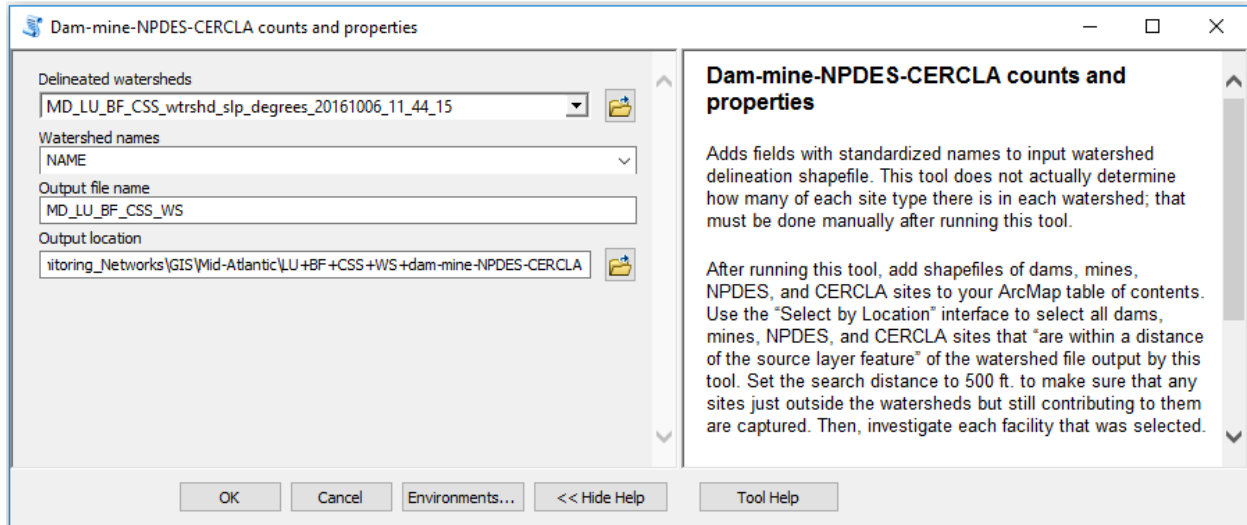 Dam-mine-NPDES-CERCLA counts and properties
Delineated watersheds
MD_LU_BF_CSS_wtrshd_slp_degrees_20161006_11_44_15
Watershed names
NAME
Output file name
MD_LU_BF_CSS_WS
Output location
nitoring_Networks\GIS\Mid-Atlantic\LU+BF+CSS+WS+dam-mine-NPDES-CERCLA
OK
Cancel
Environments...
<< Hide Help
Tool Help
Dam-mine-NPDES-CERCLA counts and
properties
Adds fields with standardized names to input watershed
delineation shapefile. This tool does not actually determine
how many of each site type there is in each watershed; that
must be done manually after running this tool.
After running this tool, add shapefiles of dams, mines,
NPDES, and CERCLA sites to your ArcMap table of contents.
Use the “Select by Location” interface to select all dams,
mines, NPDES, and CERCLA sites that “are within a distance
of the source layer feature” of the watershed file output by this
tool. Set the search distance to 500 ft. to make sure that any
sites just outside the watersheds but still contributing to them
are captured. Then, investigate each facility that was selected.